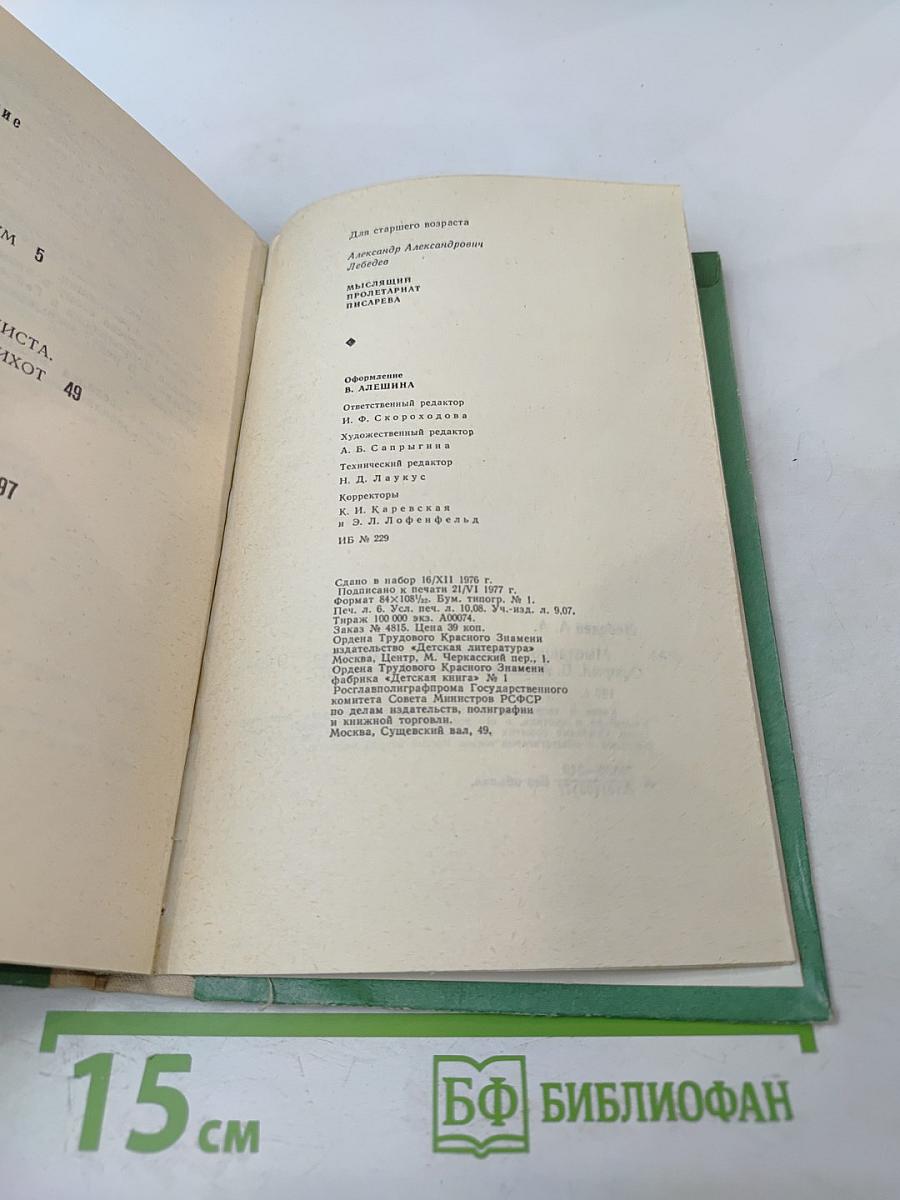 ие
м 5
ИСТА.
ИХОТ 49
97
Для старшего возраста
Александр Александрович
Лебедев
МЫСЛЯЩИЙ
ПРОЛЕТАРИАТ
ПИСАРЕВА
Оформление
В. АЛЕШИНА
Ответственный редактор
И. Ф. Скороходова
Художественный редактор
А. Б. Сапрыгина
Технический редактор
Н. Д. Лаукус
Корректоры
К. И. Каревская
и Э. Л. Лофенфельд
ИБ № 229
Сдано в набор 16/XII 1976 г.
Подписано к печати 21/VI 1977 г.
Формат 84×108¹/₃₂. Бум. типогр. № 1.
Печ. л. 6. Усл. печ. л. 10,08. Уч.-изд. л. 9,07.
Тираж 100 000 экз. А00074.
Заказ № 4815. Цена 39 коп.
Ордена Трудового Красного Знамени
издательство «Детская литература»
Москва, Центр, М. Черкасский пер., 1.
Ордена Трудового Красного Знамени
фабрика «Детская книга» № 1
Росглавполиграфпрома Государственного
комитета Совета Министров РСФСР
по делам издательств, полиграфии
и книжной торговли.
Москва, Сущевский вал, 49.
15 см
БФ БИБЛИОФАН